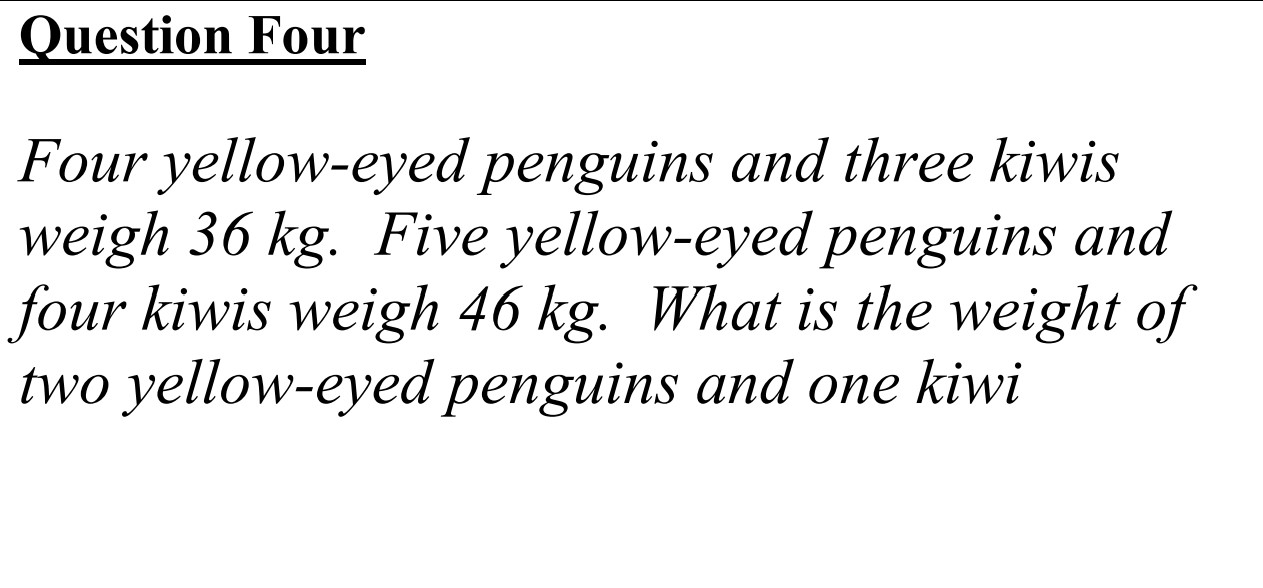 Question Four
Four yellow-eyed penguins and three kiwis
weigh 36 kg.  Five yellow-eyed penguins and
four kiwis weigh 46 kg.  What is the weight of
two yellow-eyed penguins and one kiwi